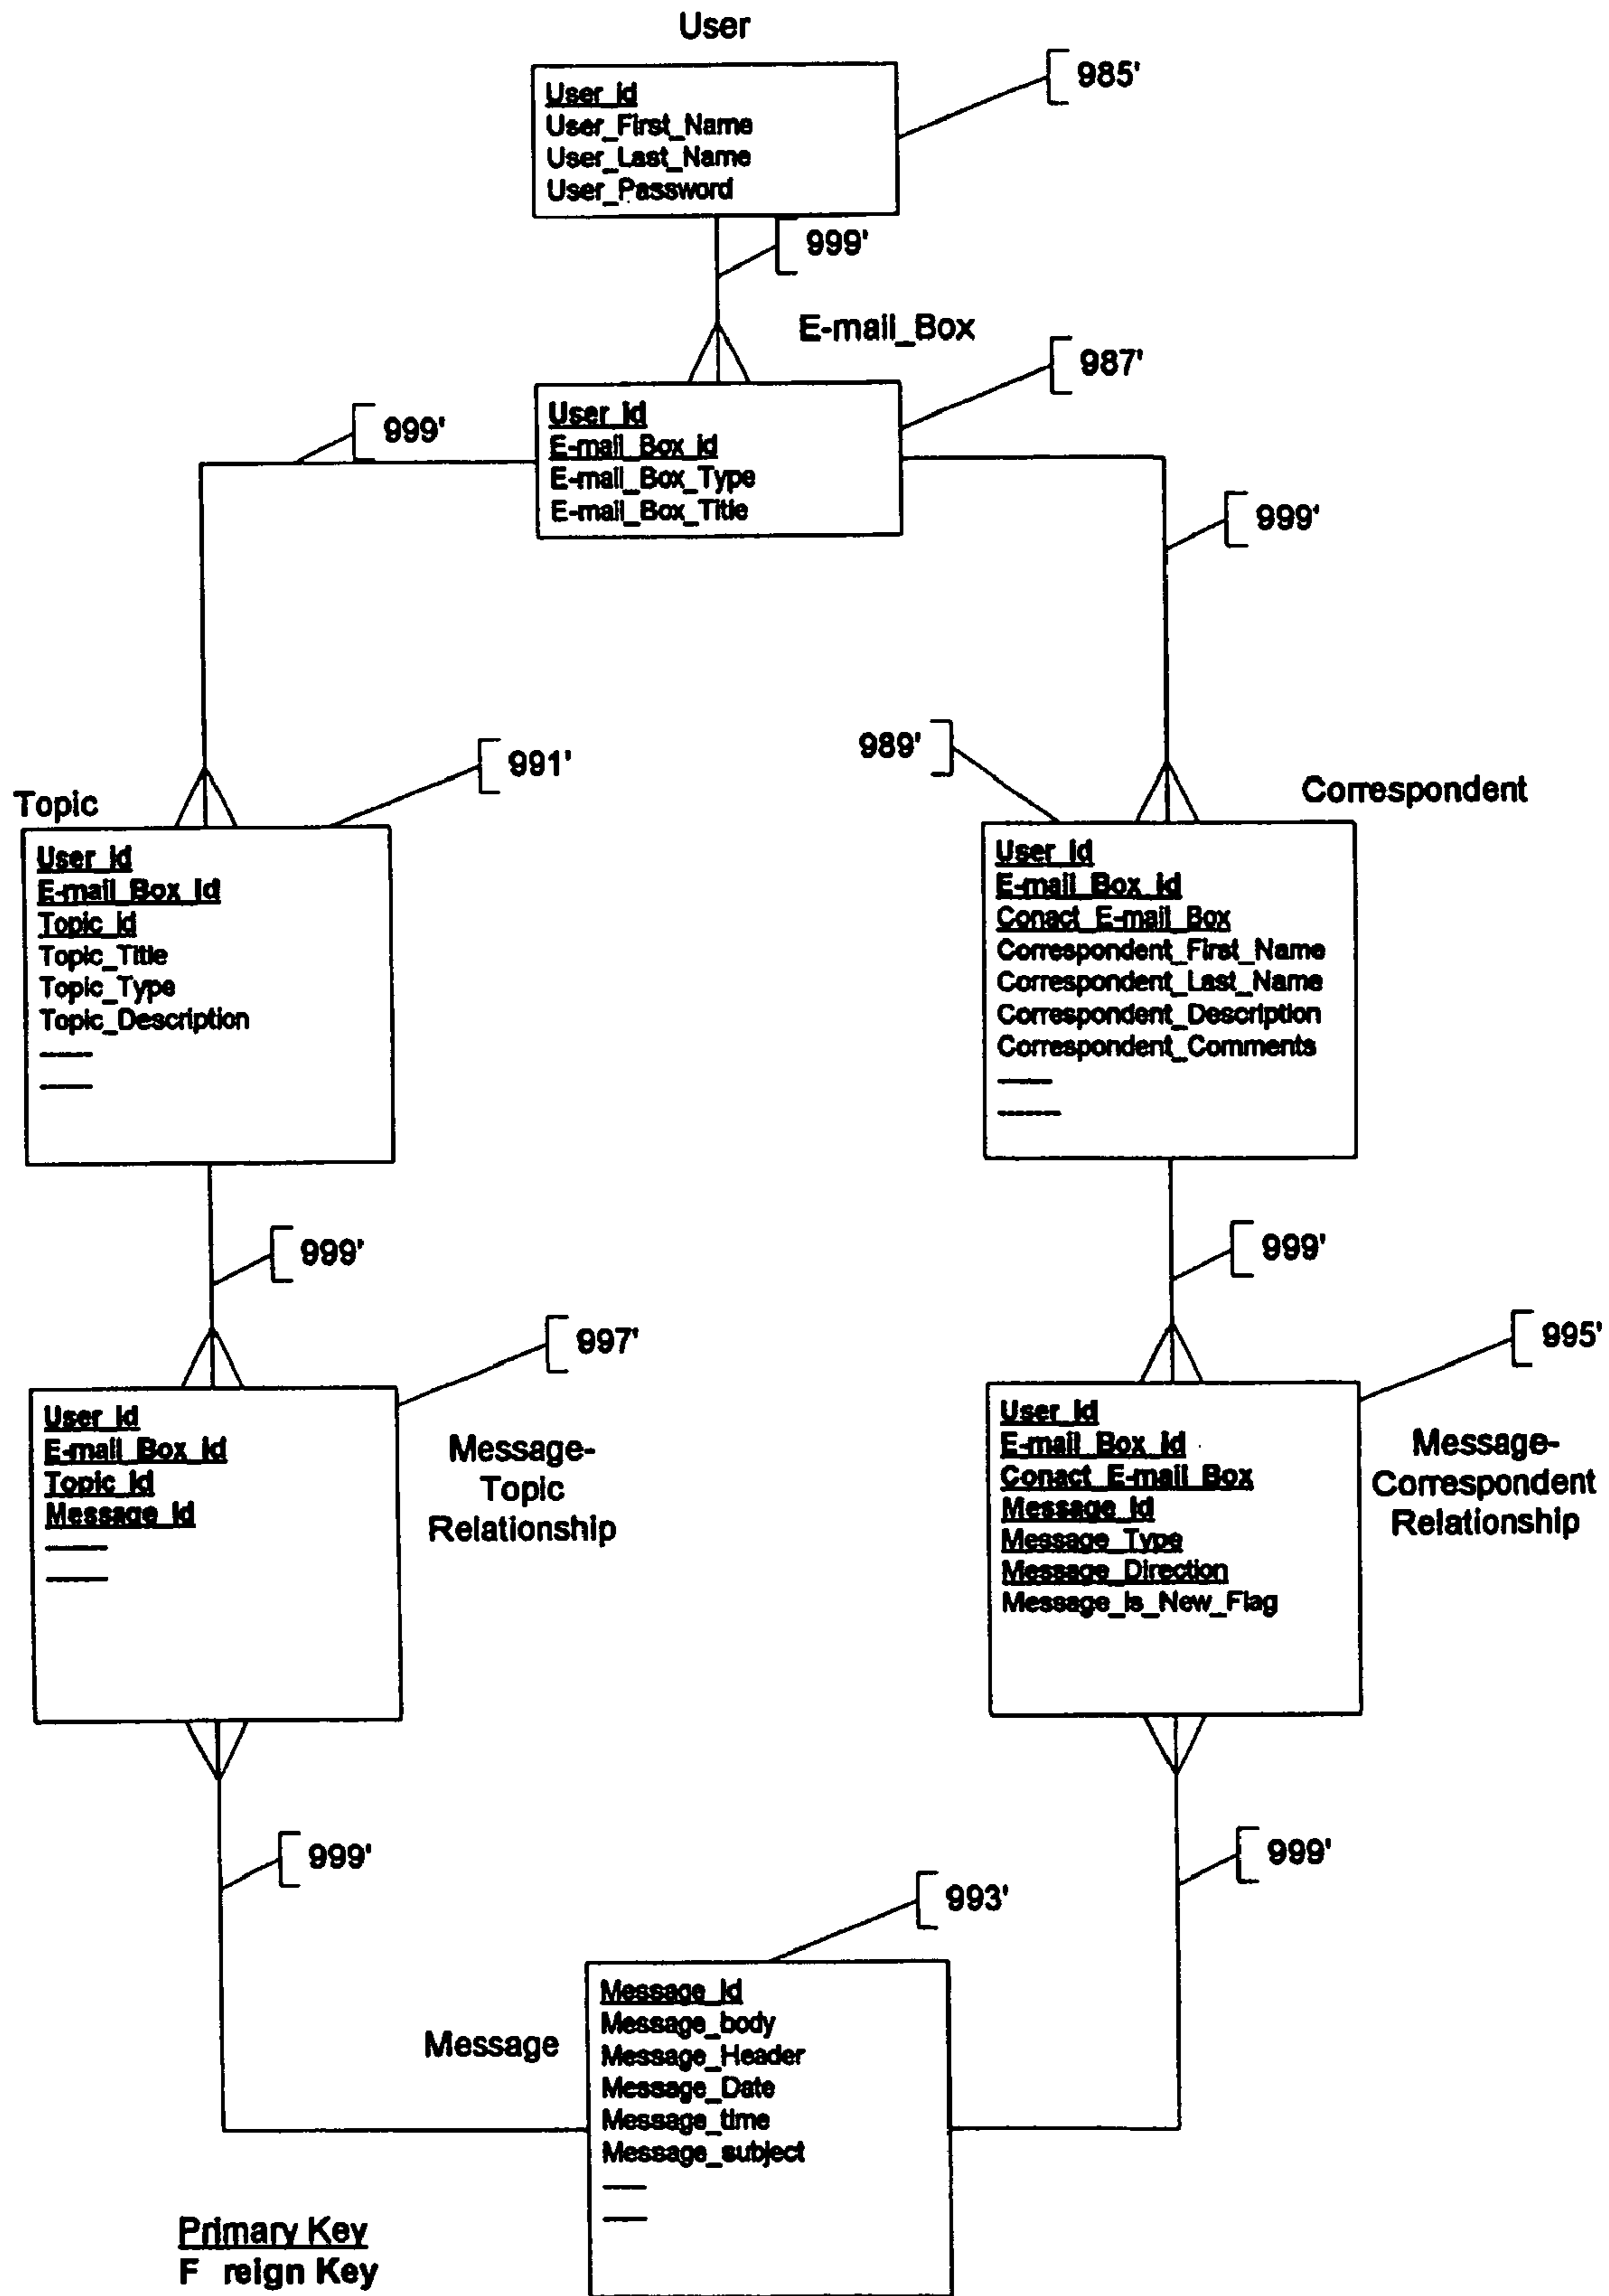 User
985'
User_id
User_First_Name
User_Last_Name
User_Password
999'
E-mail_Box
987'
999'
User_id
E-mail_Box_id
E-mail_Box_Type
E-mail_Box_Title
999'
991'
989'
Topic
Correspondent
User_id
E-mail_Box_id
Topic_id
Topic_Title
Topic_Type
Topic_Description
User_id
E-mail_Box_id
Conact_E-mail_Box
Correspondent_First_Name
Correspondent_Last_Name
Correspondent_Description
Correspondent_Comments
999'
999'
997'
995'
User_id
E-mail_Box_id
Topic_id
Message_id
Message-
Topic
Relationship
User_id
E-mail_Box_id
Conact_E-mail_Box
Message_id
Message_Type
Message_Direction
Message_is_New_Flag
Message-
Correspondent
Relationship
999'
999'
993'
Message
Message_id
Message_body
Message_Header
Message_Date
Message_time
Message_subject
Primary Key
F reign Key